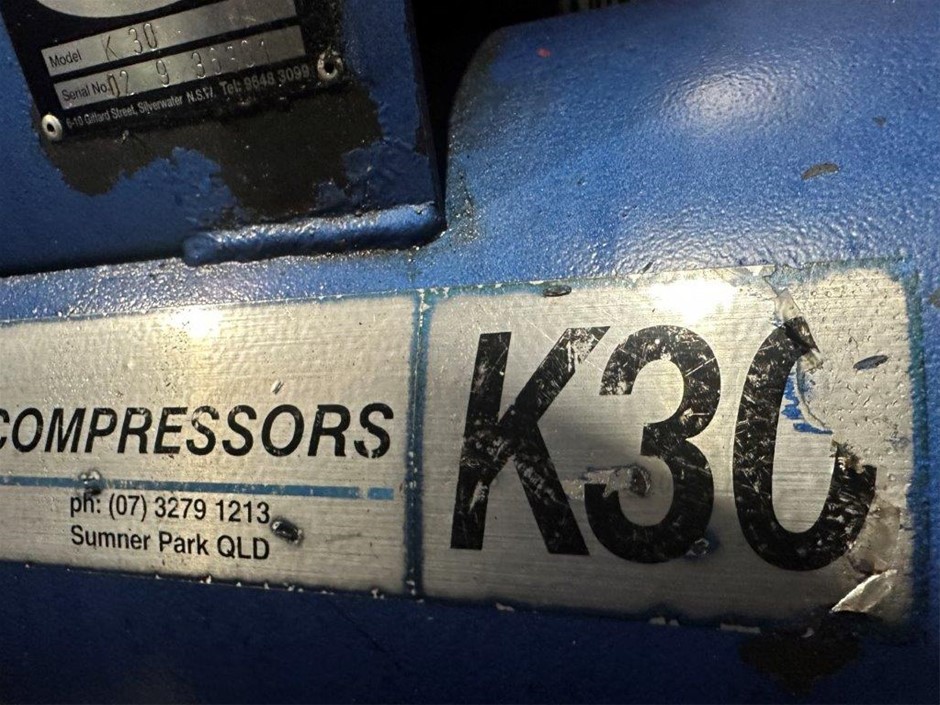 Model K 30
Serial No.
6-10 Giffard Street, Silverwater N.S.W. Tel: 9648 3099
COMPRESSORS
ph: (07) 3279 1213
Sumner Park QLD
K30